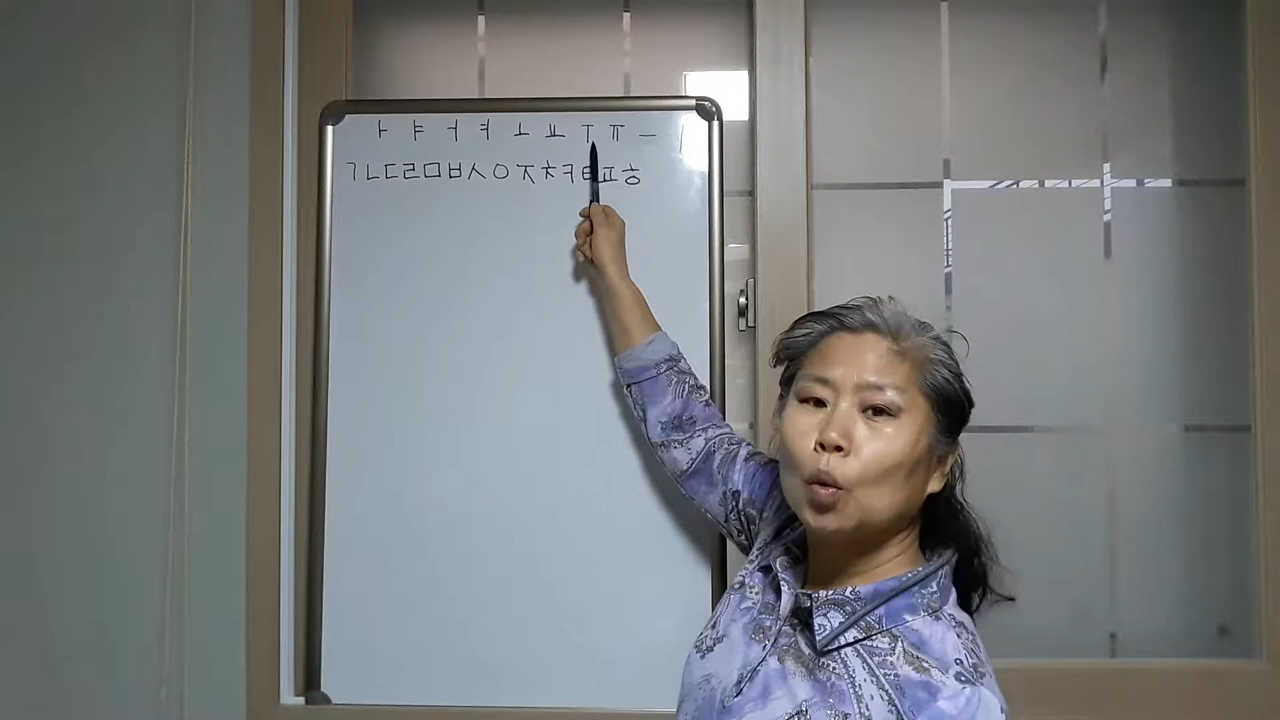 ㅏ ㅑ ㅓ ㅕ ㅗ ㅛ ㅜ ㅠ ㅡ ㅣ
ㄱㄴㄷㄹㅁㅂㅅㅇㅈㅊㅋㅌㅍㅎ